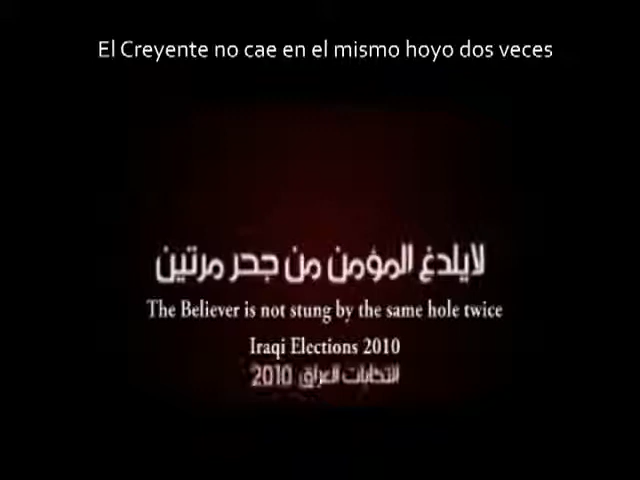 El Creyente no cae en el mismo hoyo dos veces
لايلدغ المؤمن من جحر مرتين
The Believer is not stung by the same hole twice
Iraqi Elections 2010
انتخابات العراق 2010